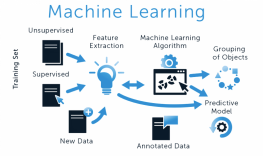 Machine Learning
Unsupervised
Feature
Extraction
Machine Learning
Algorithm
Grouping
of Objects
Training Set
Supervised
Predictive
Model
New Data
Annotated Data